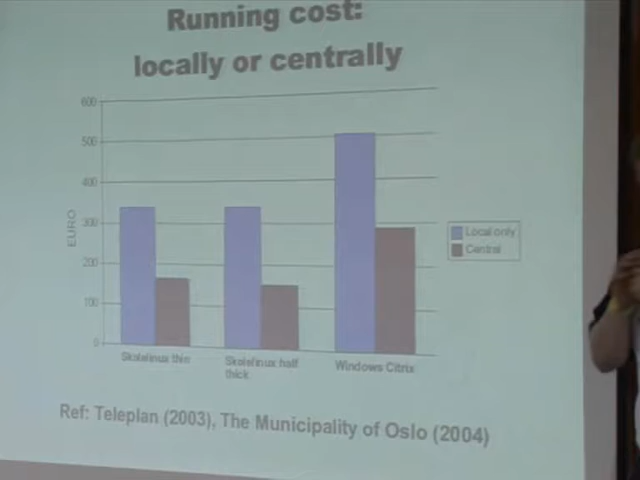 Running cost:
locally or centrally
600
500
400
300
200
100
0
EURO
Local only
Central
Skolelinux thin
Skolelinux half
thick
Windows Citrix
Ref: Teleplan (2003), The Municipality of Oslo (2004)